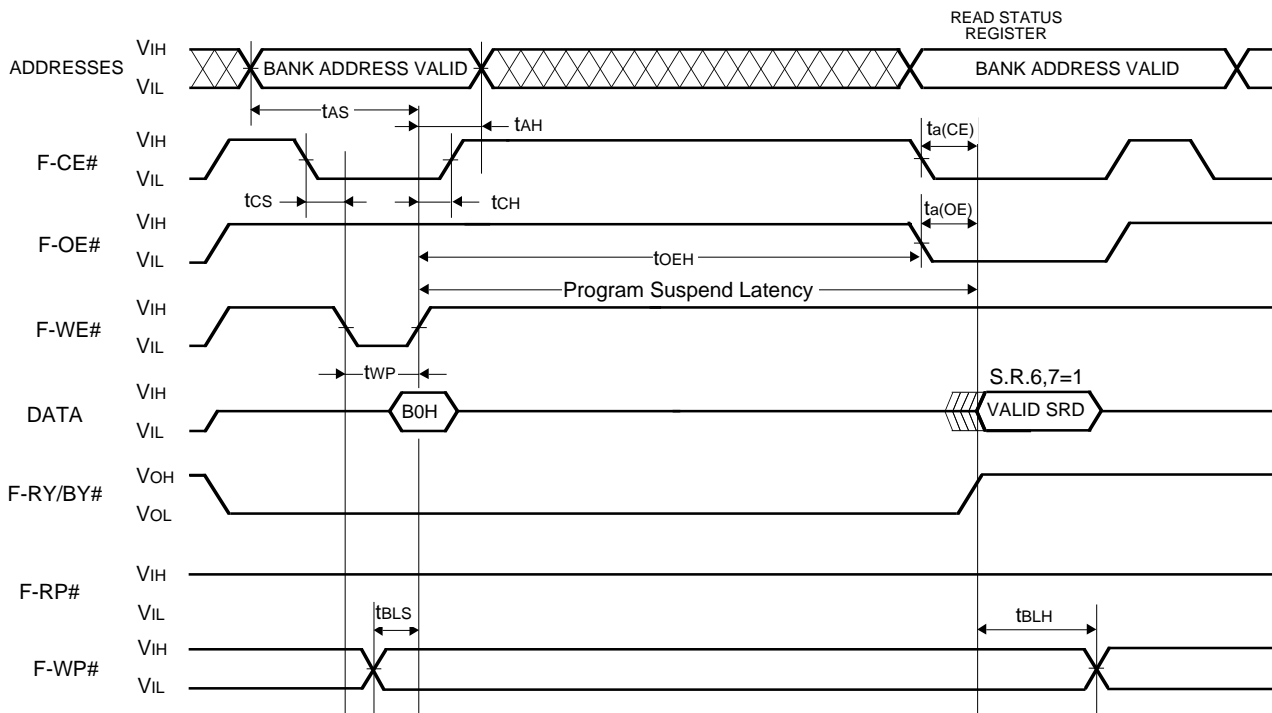 READ STATUS
REGISTER
ADDRESSES
VIH
VIL
BANK ADDRESS VALID
BANK ADDRESS VALID
tAS
tAH
F-CE#
VIH
VIL
ta(CE)
tCS
tCH
F-OE#
VIH
VIL
ta(OE)
tOEH
Program Suspend Latency
F-WE#
VIH
VIL
tWP
DATA
VIH
VIL
B0H
S.R.6,7=1
VALID SRD
F-RY/BY#
VOH
VOL
F-RP#
VIH
VIL
tBLS
tBLH
F-WP#
VIH
VIL